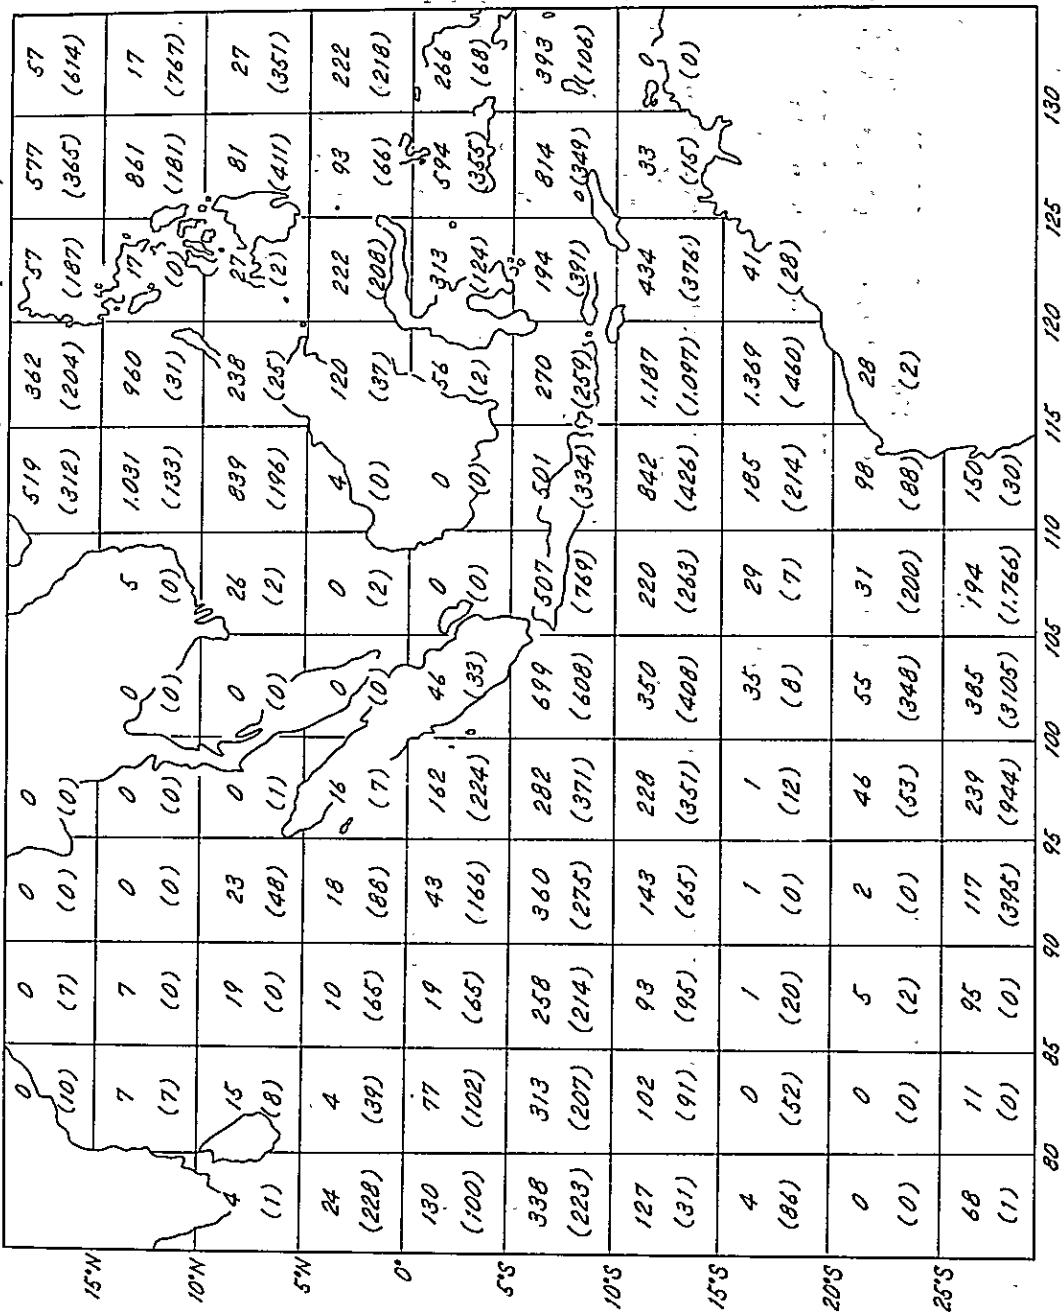 0 0 0 0 519 362 57 577 57
(10) (7) (0) (0) (312) (204) (187) (365) (614)
15°N
7 7 0 0 0 5 1.031 960 17 861 17
(7) (0) (0) (0) (0) (0) (133) (31) (0) (181) (767)
10°N
4 15 19 23 0 0 26 839 238 27 81 27
(1) (8) (0) (48) (1) (0) (2) (196) (25) (2) (411) (351)
5°N
24 4 10 18 16 0 0 4 120 222 93 222
(228) (39) (65) (86) (7) (0) (2) (0) (37) (208) (66) (218)
0°
130 77 19 43 162 46 0 0 56 313 594 266
(100) (102) (65) (166) (224) (33) (0) (0) (2) (124) (355) (68)
5°S
338 313 258 360 282 699 507 501 270 194 814 393
(223) (207) (214) (275) (371) (608) (769) (334) (259) (391) (349) (106)
10°S
127 102 93 143 228 350 220 842 1.187 434 33 0
(31) (91) (95) (65) (351) (408) (263) (426) (1.097) (376) (15) (0)
15°S
4 0 1 1 1 35 29 185 1.369 41
(86) (52) (20) (0) (12) (8) (7) (214) (460) (28)
20°S
0 0 5 2 46 55 31 98 28
(0) (0) (2) (0) (53) (348) (200) (88) (2)
25°S
68 11 95 117 239 385 194 150
(1) (0) (0) (395) (944) (3105) (1.766) (30)
80 85 90 95 100 105 110 115 120 125 130